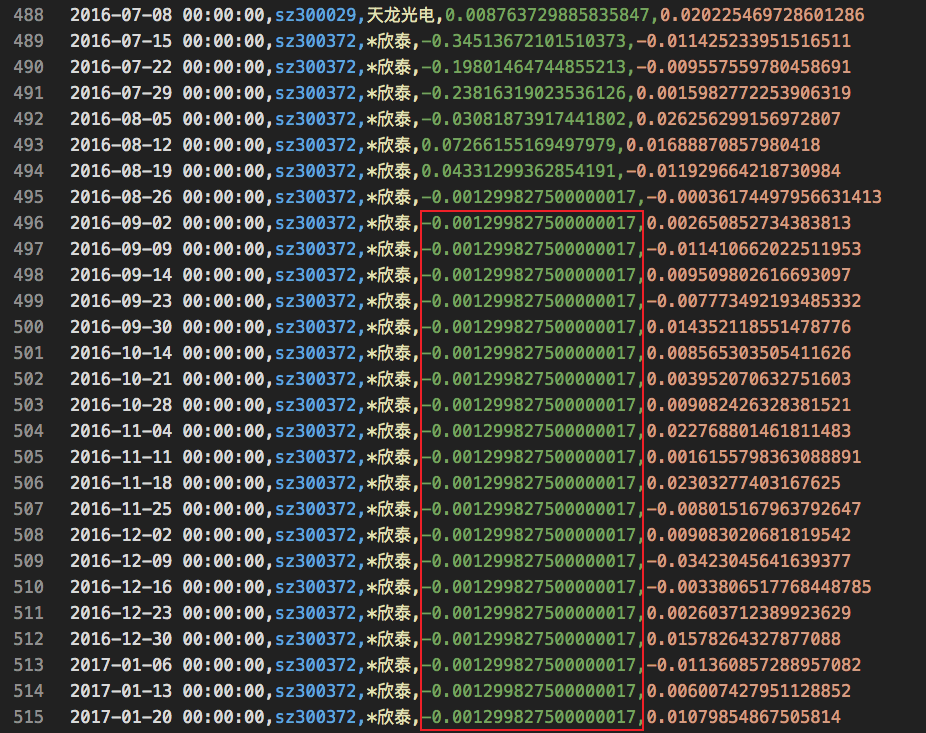 488 2016-07-08 00:00:00,sz300029,天龙光电,0.008763729885835847,0.020225469728601286
489 2016-07-15 00:00:00,sz300372,*欣泰,-0.34513672101510373,-0.011425233951516511
490 2016-07-22 00:00:00,sz300372,*欣泰,-0.19801464744855213,-0.009557559780458691
491 2016-07-29 00:00:00,sz300372,*欣泰,-0.23816319023536126,0.0015982772253906319
492 2016-08-05 00:00:00,sz300372,*欣泰,-0.03081873917441802,0.026256299156972807
493 2016-08-12 00:00:00,sz300372,*欣泰,0.07266155169497979,0.01688870857980418
494 2016-08-19 00:00:00,sz300372,*欣泰,0.04331299362854191,-0.011929664218730984
495 2016-08-26 00:00:00,sz300372,*欣泰,-0.001299827500000017,-0.00036174497956631413
496 2016-09-02 00:00:00,sz300372,*欣泰,-0.001299827500000017,0.002650852734383813
497 2016-09-09 00:00:00,sz300372,*欣泰,-0.001299827500000017,-0.011410662022511953
498 2016-09-14 00:00:00,sz300372,*欣泰,-0.001299827500000017,0.009509802616693097
499 2016-09-23 00:00:00,sz300372,*欣泰,-0.001299827500000017,-0.007773492193485332
500 2016-09-30 00:00:00,sz300372,*欣泰,-0.001299827500000017,0.014352118551478776
501 2016-10-14 00:00:00,sz300372,*欣泰,-0.001299827500000017,0.008565303505411626
502 2016-10-21 00:00:00,sz300372,*欣泰,-0.001299827500000017,0.003952070632751603
503 2016-10-28 00:00:00,sz300372,*欣泰,-0.001299827500000017,0.009082426328381521
504 2016-11-04 00:00:00,sz300372,*欣泰,-0.001299827500000017,0.022768801461811483
505 2016-11-11 00:00:00,sz300372,*欣泰,-0.001299827500000017,0.0016155798363088891
506 2016-11-18 00:00:00,sz300372,*欣泰,-0.001299827500000017,0.02303277403167625
507 2016-11-25 00:00:00,sz300372,*欣泰,-0.001299827500000017,-0.008015167963792647
508 2016-12-02 00:00:00,sz300372,*欣泰,-0.001299827500000017,0.009083020681819542
509 2016-12-09 00:00:00,sz300372,*欣泰,-0.001299827500000017,-0.03423045641639377
510 2016-12-16 00:00:00,sz300372,*欣泰,-0.001299827500000017,-0.0033806517768448785
511 2016-12-23 00:00:00,sz300372,*欣泰,-0.001299827500000017,0.002603712389923629
512 2016-12-30 00:00:00,sz300372,*欣泰,-0.001299827500000017,0.01578264327877088
513 2017-01-06 00:00:00,sz300372,*欣泰,-0.001299827500000017,-0.011360857288957082
514 2017-01-13 00:00:00,sz300372,*欣泰,-0.001299827500000017,0.006007427951128852
515 2017-01-20 00:00:00,sz300372,*欣泰,-0.001299827500000017,0.01079854867505814